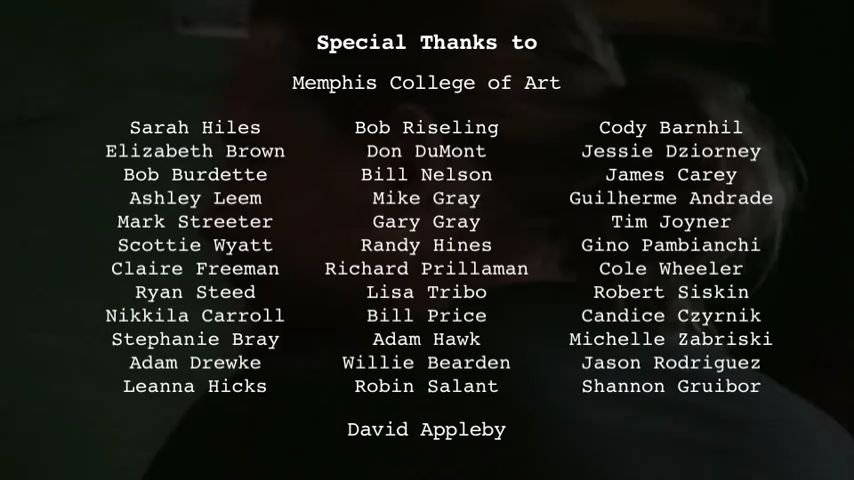 Special Thanks to
Memphis College of Art
Sarah Hiles
Elizabeth Brown
Bob Burdette
Ashley Leem
Mark Streeter
Scottie Wyatt
Claire Freeman
Ryan Steed
Nikkila Carroll
Stephanie Bray
Adam Drewke
Leanna Hicks
Bob Riseling
Don DuMont
Bill Nelson
Mike Gray
Gary Gray
Randy Hines
Richard Prillaman
Lisa Tribo
Bill Price
Adam Hawk
Willie Bearden
Robin Salant
Cody Barnhil
Jessie Dziorney
James Carey
Guilherme Andrade
Tim Joyner
Gino Pambianchi
Cole Wheeler
Robert Siskin
Candice Czyrnik
Michelle Zabriski
Jason Rodriguez
Shannon Gruibor
David Appleby